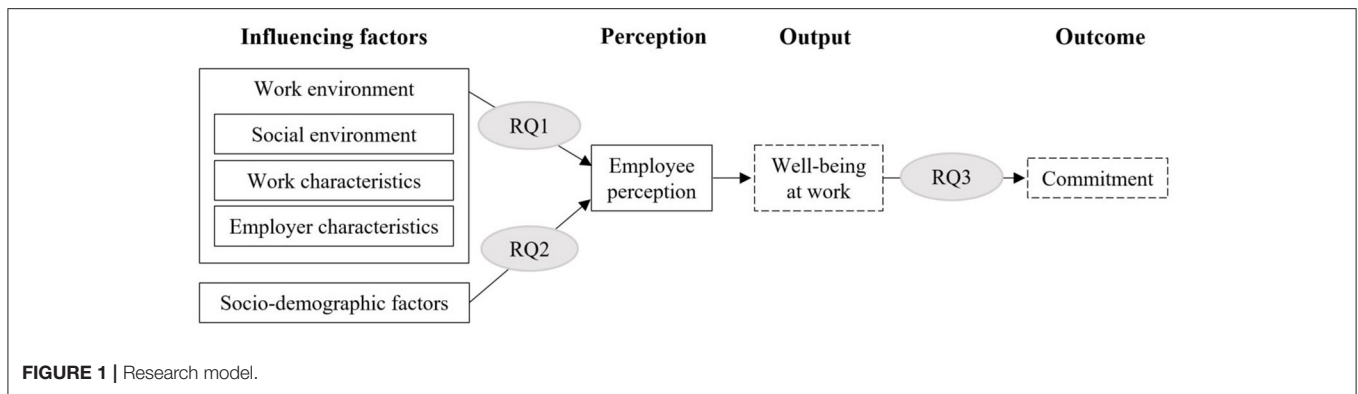 Influencing factors Perception Output Outcome
Work environment
Social environment
Work characteristics
Employer characteristics
Socio-demographic factors
RQ1
RQ2
Employee
perception
Well-being
at work
RQ3
Commitment
FIGURE 1 | Research model.